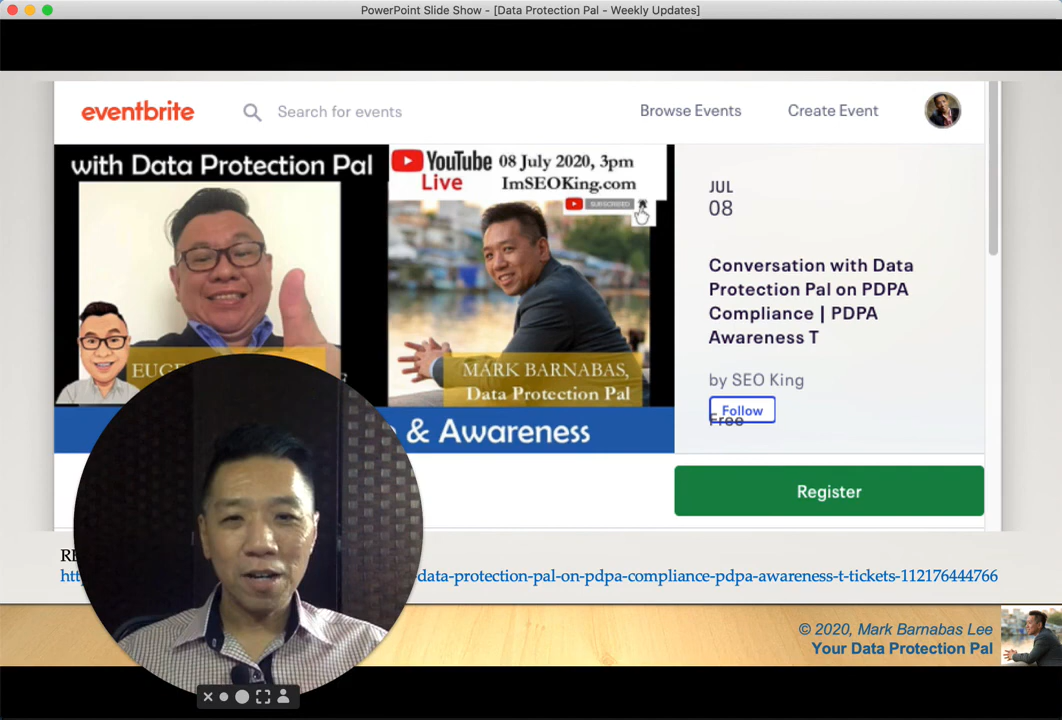 PowerPoint Slide Show - [Data Protection Pal - Weekly Updates]
eventbrite
Search for events
Browse Events
Create Event
with Data Protection Pal
YouTube
Live
08 July 2020, 3pm
ImSEOKing.com
SUBSCRIBED
MARK BARNABAS,
Data Protection Pal
& Awareness
JUL
08
Conversation with Data
Protection Pal on PDPA
Compliance | PDPA
Awareness T
by SEO King
Follow
Free
Register
-data-protection-pal-on-pdpa-compliance-pdpa-awareness-t-tickets-112176444766
© 2020, Mark Barnabas Lee
Your Data Protection Pal